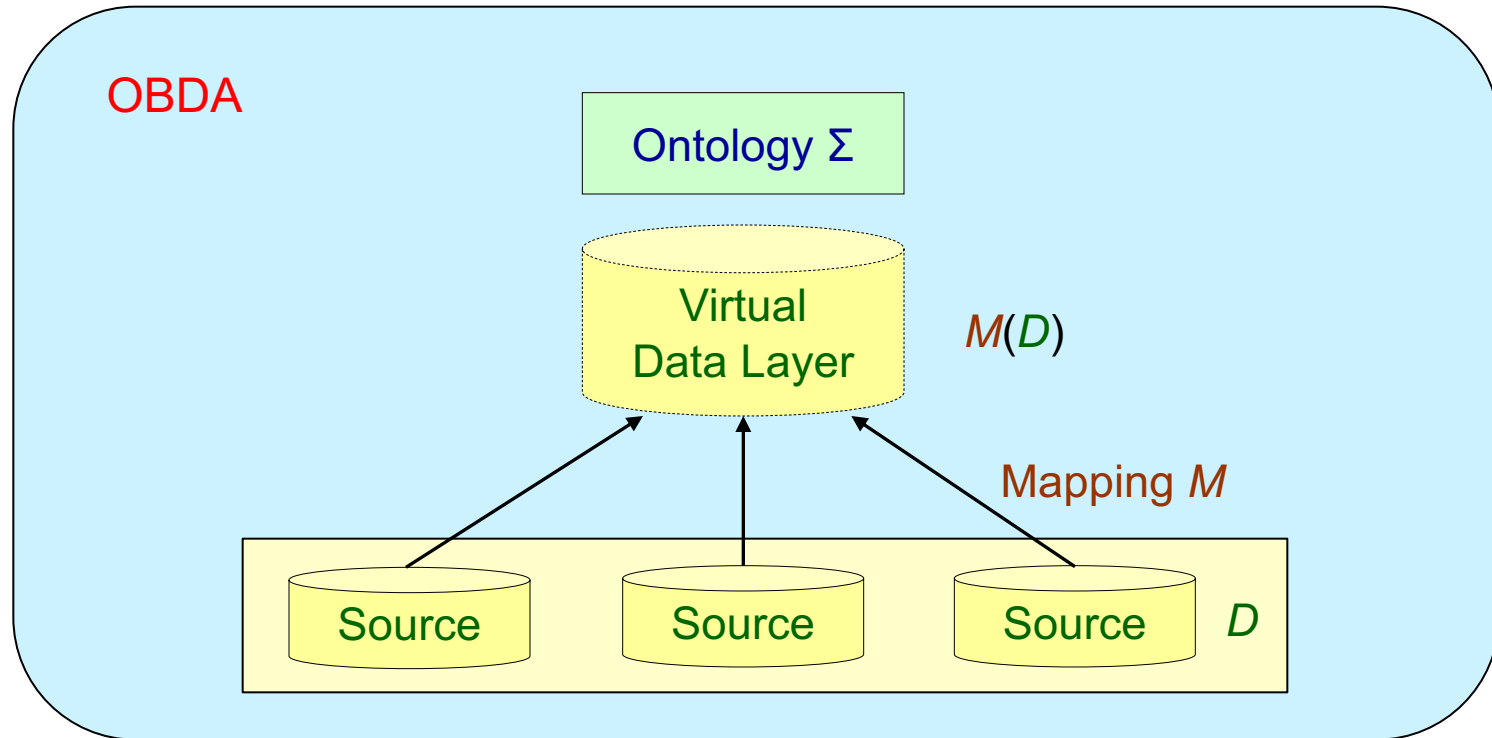 OBDA
Ontology Σ
Virtual
Data Layer
M(D)
Mapping M
Source
Source
Source
D